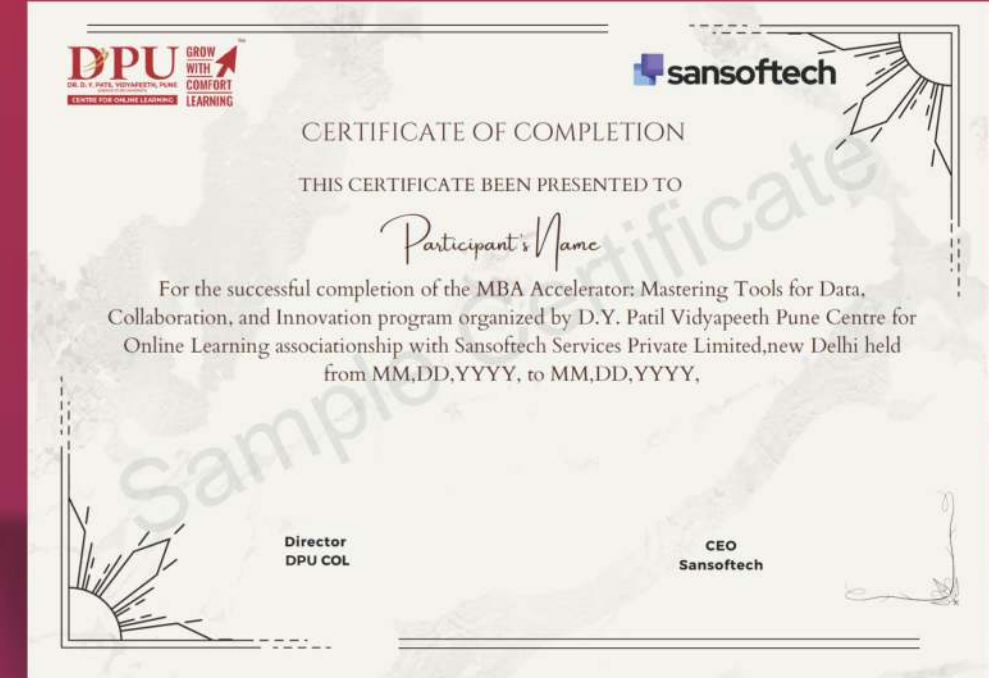 DPU
DR. D. Y. PATIL VIDYAPEETH, PUNE
CENTRE FOR ONLINE LEARNING
GROW
WITH
COMFORT
LEARNING
sansoftech
CERTIFICATE OF COMPLETION
THIS CERTIFICATE BEEN PRESENTED TO
Participant's Name
For the successful completion of the MBA Accelerator: Mastering Tools for Data,
Collaboration, and Innovation program organized by D.Y. Patil Vidyapeeth Pune Centre for
Online Learning associationship with Sansoftech Services Private Limited,new Delhi held
from MM,DD,YYYY, to MM,DD,YYYY,
Sample Certificate
Director
DPU COL
CEO
Sansoftech